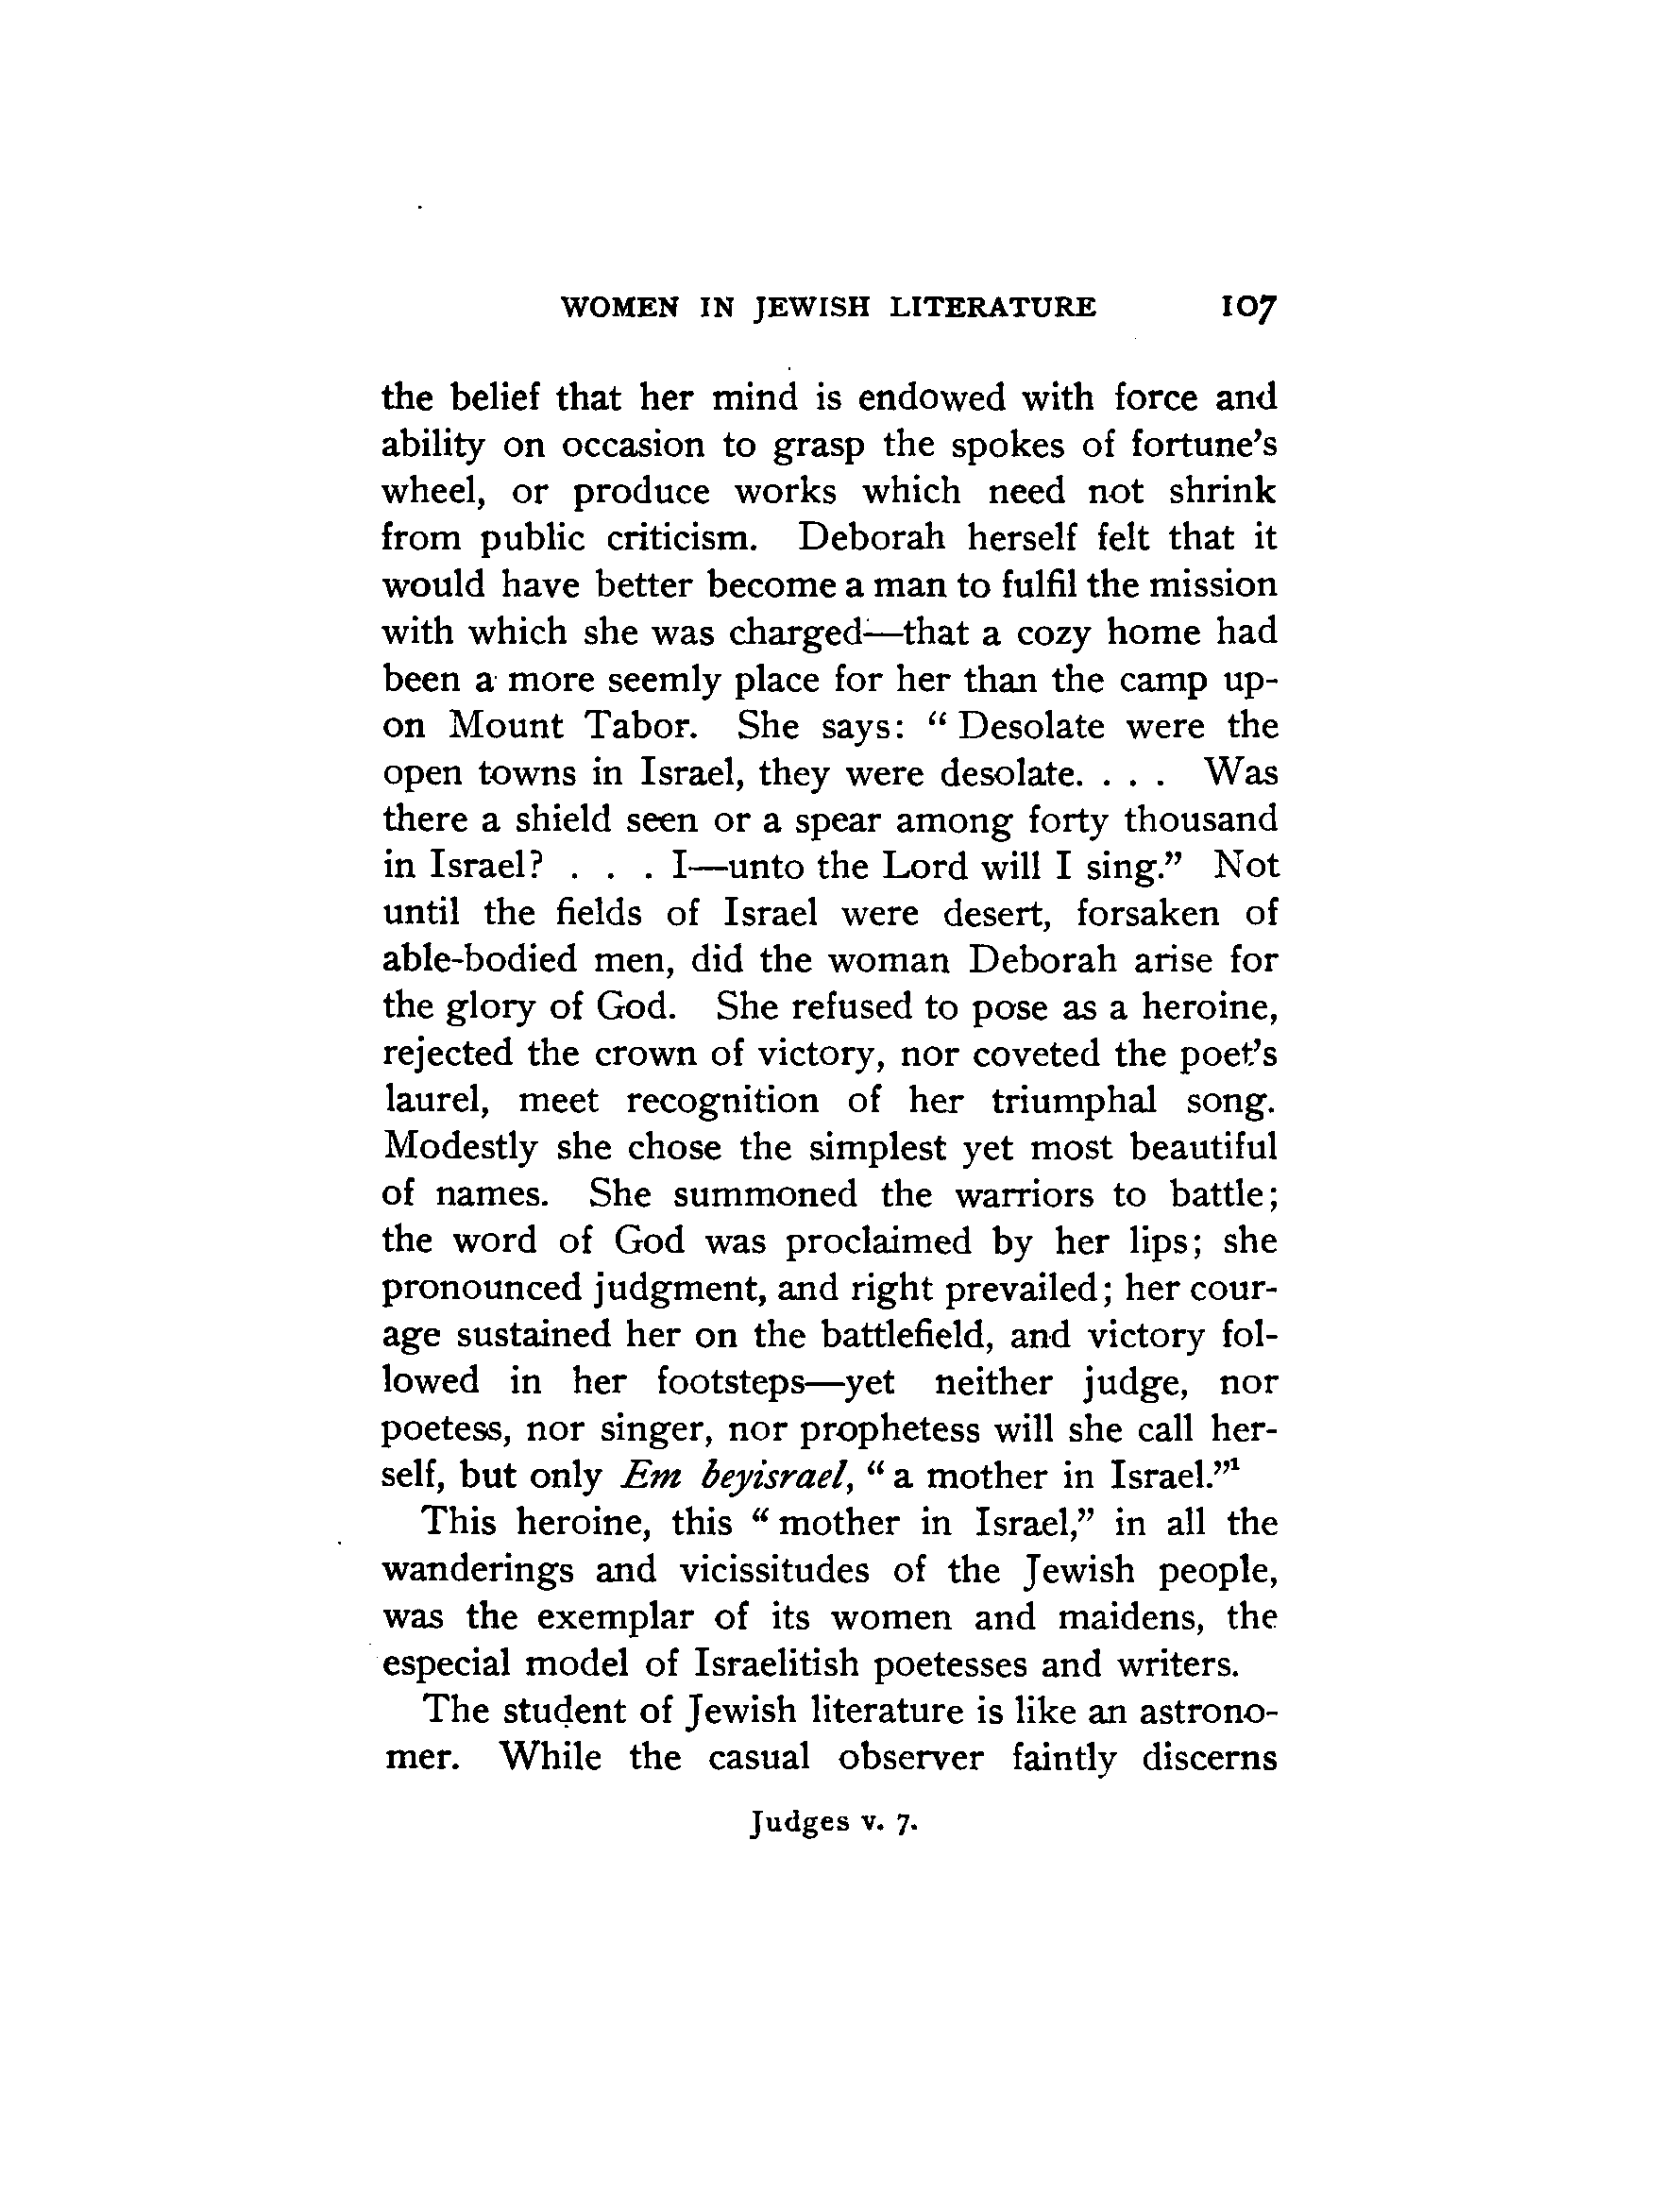 WOMEN IN JEWISH LITERATURE 107
the belief that her mind is endowed with force and
ability on occasion to grasp the spokes of fortune's
wheel, or produce works which need not shrink
from public criticism. Deborah herself felt that it
would have better become a man to fulfil the mission
with which she was charged—that a cozy home had
been a more seemly place for her than the camp up-
on Mount Tabor. She says: “Desolate were the
open towns in Israel, they were desolate. . . . Was
there a shield seen or a spear among forty thousand
in Israel? . . . I—unto the Lord will I sing.” Not
until the fields of Israel were desert, forsaken of
able-bodied men, did the woman Deborah arise for
the glory of God. She refused to pose as a heroine,
rejected the crown of victory, nor coveted the poet's
laurel, meet recognition of her triumphal song.
Modestly she chose the simplest yet most beautiful
of names. She summoned the warriors to battle;
the word of God was proclaimed by her lips; she
pronounced judgment, and right prevailed; her cour-
age sustained her on the battlefield, and victory fol-
lowed in her footsteps—yet neither judge, nor
poetess, nor singer, nor prophetess will she call her-
self, but only Em beyisrael, “a mother in Israel.”¹
This heroine, this “mother in Israel,” in all the
wanderings and vicissitudes of the Jewish people,
was the exemplar of its women and maidens, the
especial model of Israelitish poetesses and writers.
The student of Jewish literature is like an astrono-
mer. While the casual observer faintly discerns
Judges v. 7.